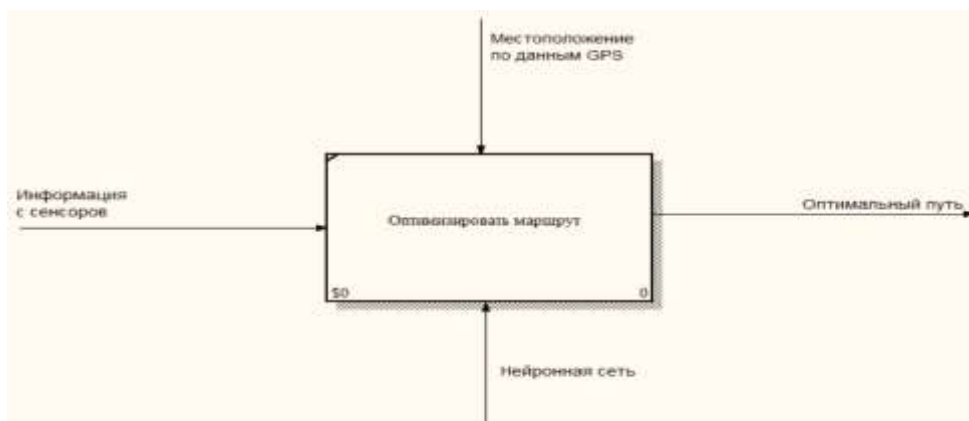 Местоположение
по данным GPS
Информация
с сенсоров
Оптимизировать маршрут
Оптимальный путь
$0
0
Нейронная сеть